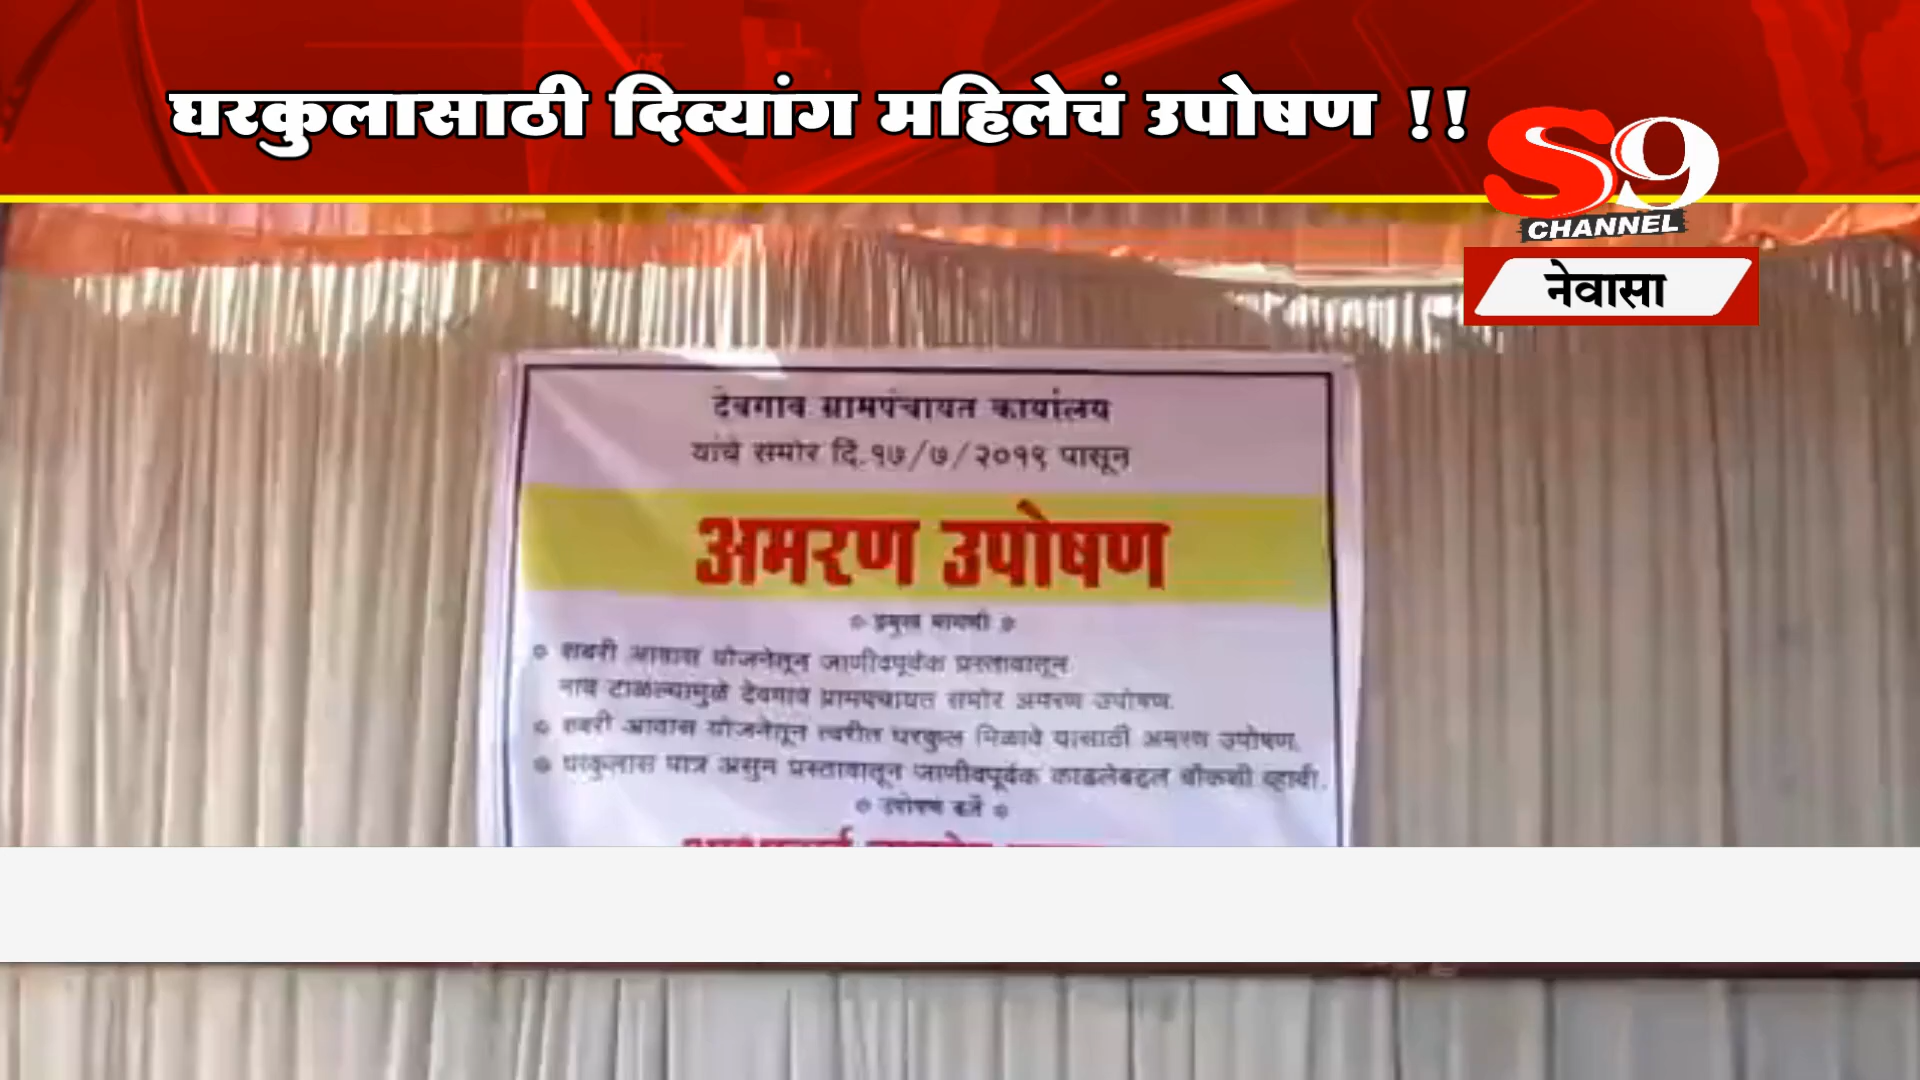 घरकुलासाठी दिव्यांग महिलेचं उपोषण !!
S9
CHANNEL
नेवासा
देवगाव ग्रामपंचायत कार्यालय
यांचे समोर दि.१७/७/२०१९ पासून
अमरण उपोषण
प्रमुख मागणी
शबरी आवास योजनेतून जाणीवपूर्वक प्रस्तावातून
नाव टाळल्यामुळे देवगाव ग्रामपंचायत समोर अमरण उपोषण.
शबरी आवास योजनेतून त्वरीत घरकुल मिळावे यासाठी अमरण उपोषण.
घरकुलास पात्र असुन प्रस्तावातून जाणीवपूर्वक काढलेबद्दल चौकशी व्हावी.
उपोषण कर्ते